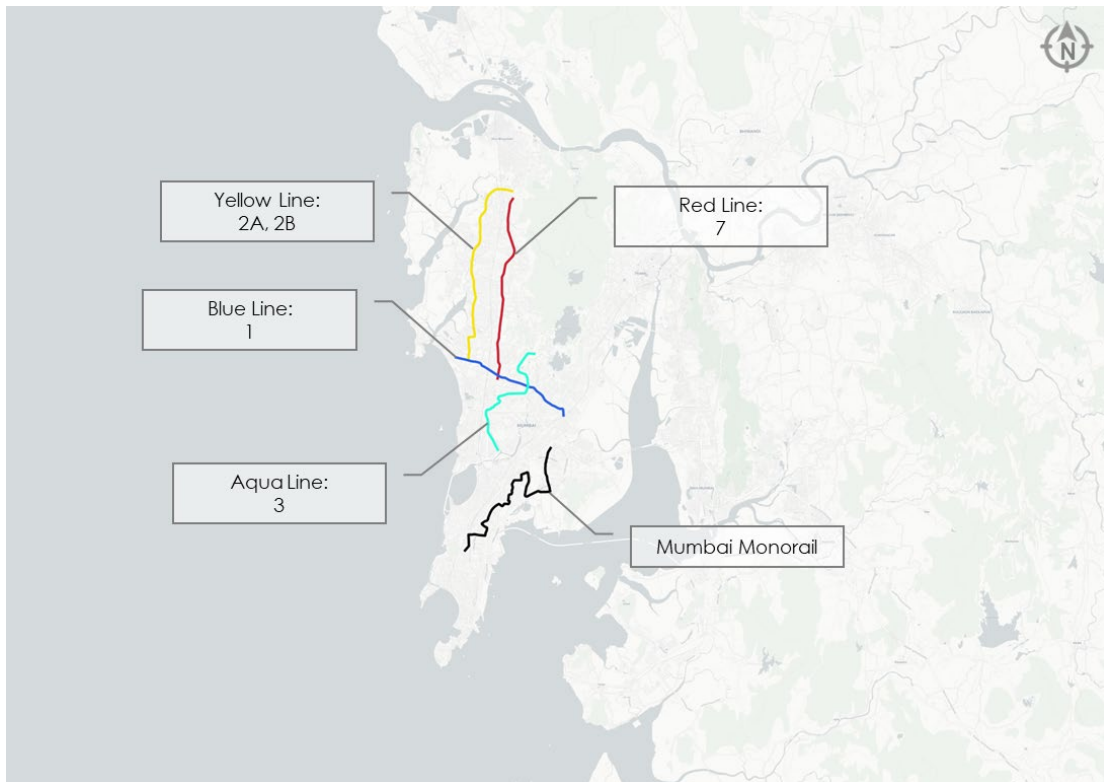 N
Yellow Line:
2A, 2B
Red Line:
7
Blue Line:
1
Aqua Line:
3
Mumbai Monorail